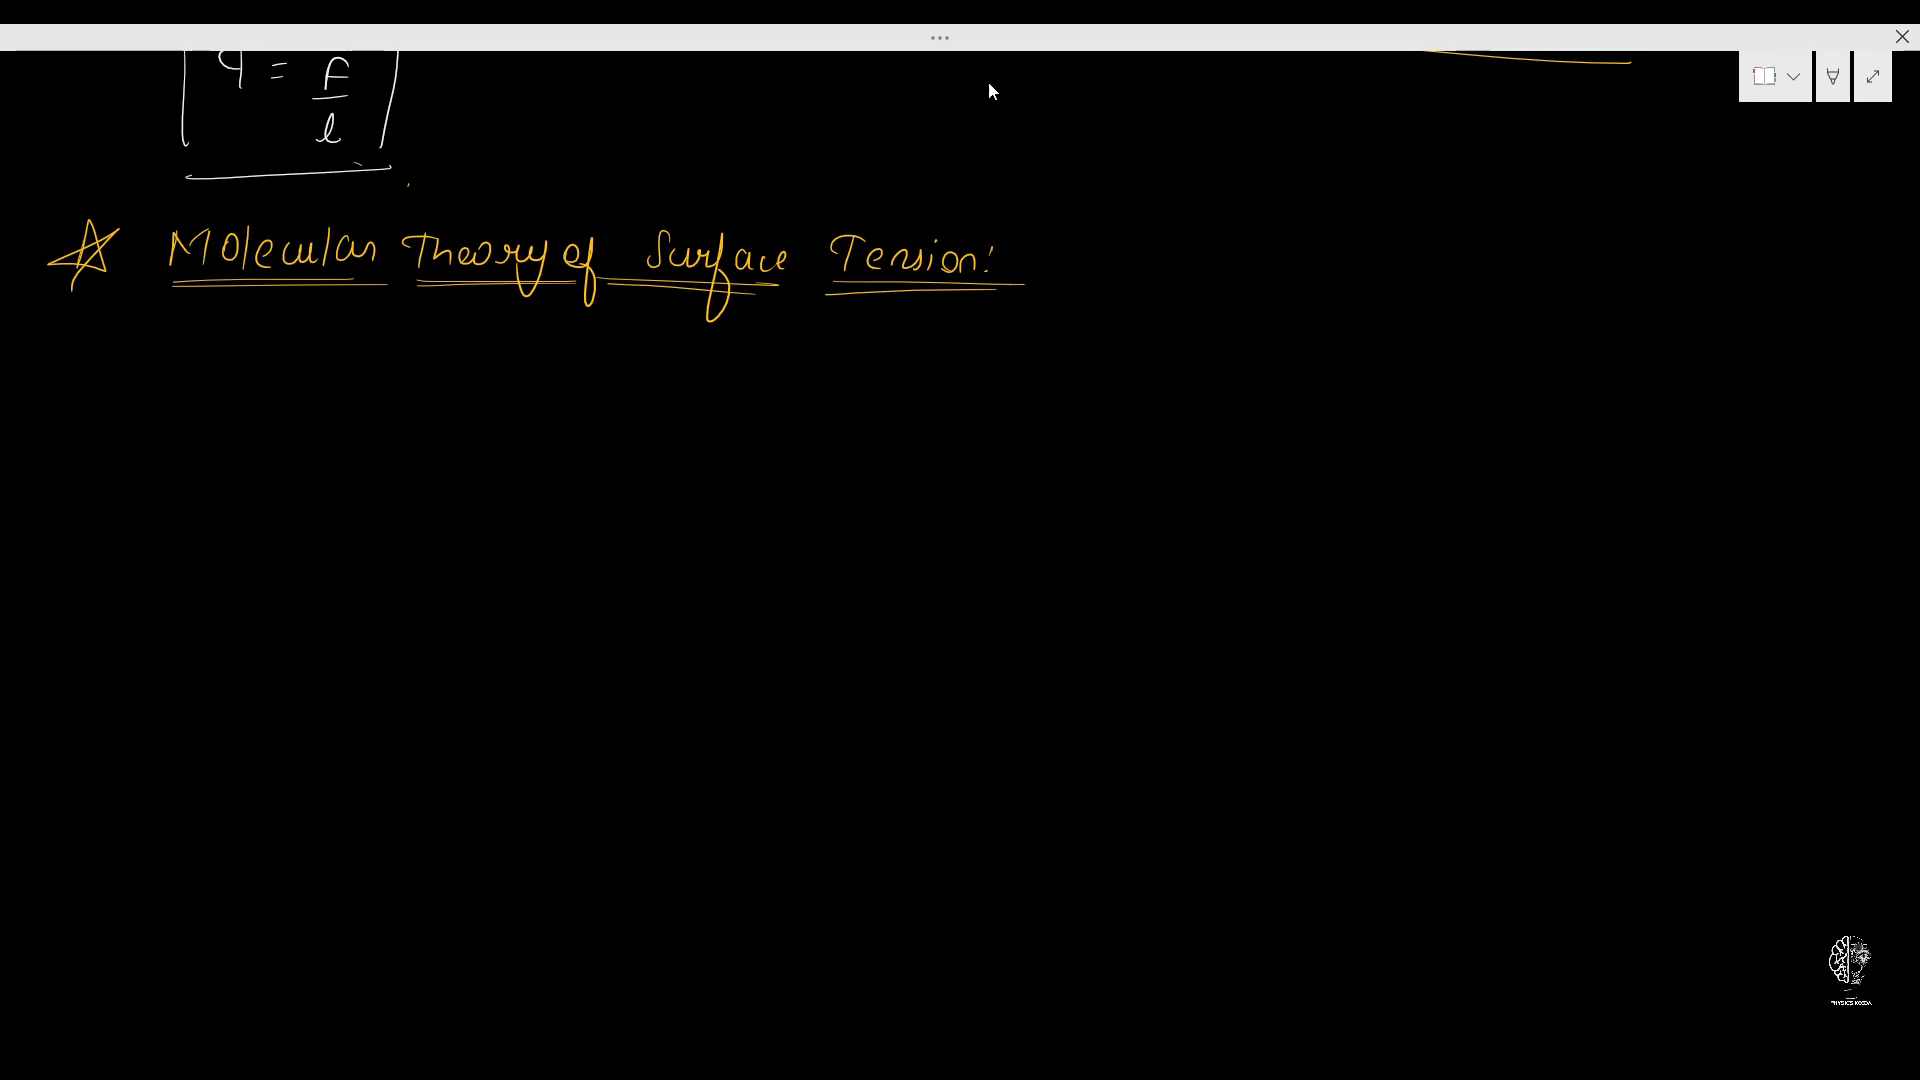 T = F
l
Molecular Theory of Surface Tension: